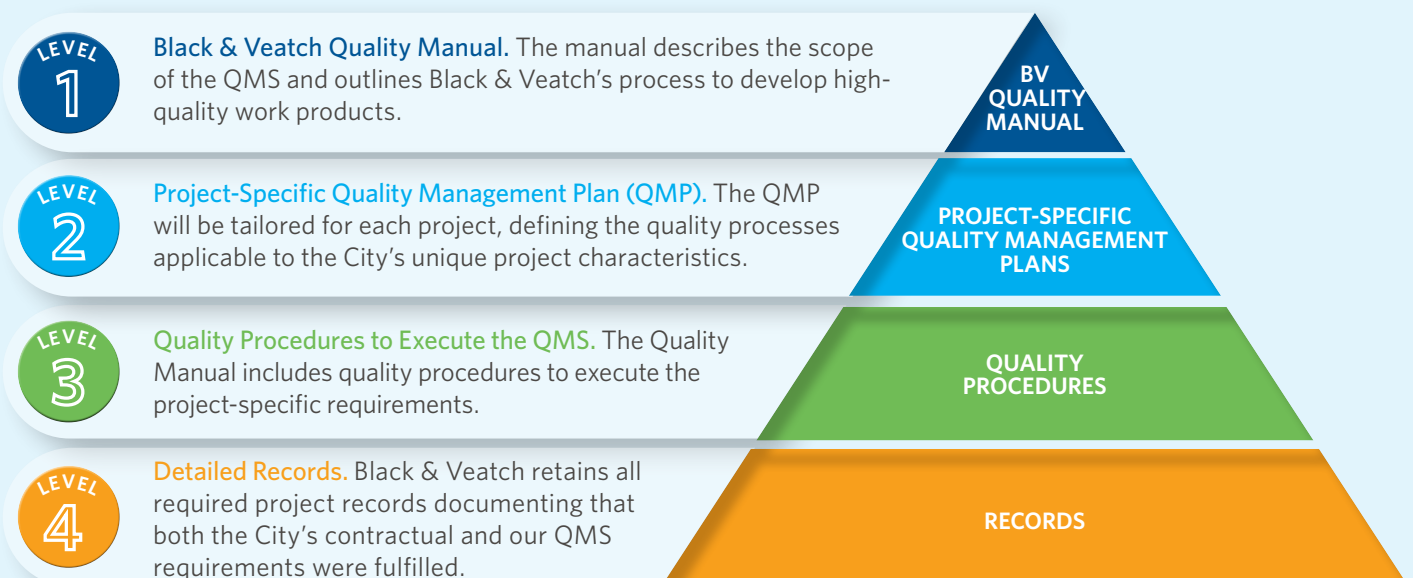 LEVEL
1
Black & Veatch Quality Manual. The manual describes the scope
of the QMS and outlines Black & Veatch's process to develop high-
quality work products.
BV
QUALITY
MANUAL
LEVEL
2
Project-Specific Quality Management Plan (QMP). The QMP
will be tailored for each project, defining the quality processes
applicable to the City's unique project characteristics.
PROJECT-SPECIFIC
QUALITY MANAGEMENT
PLANS
LEVEL
3
Quality Procedures to Execute the QMS. The Quality
Manual includes quality procedures to execute the
project-specific requirements.
QUALITY
PROCEDURES
LEVEL
4
Detailed Records. Black & Veatch retains all
required project records documenting that
both the City's contractual and our QMS
requirements were fulfilled.
RECORDS